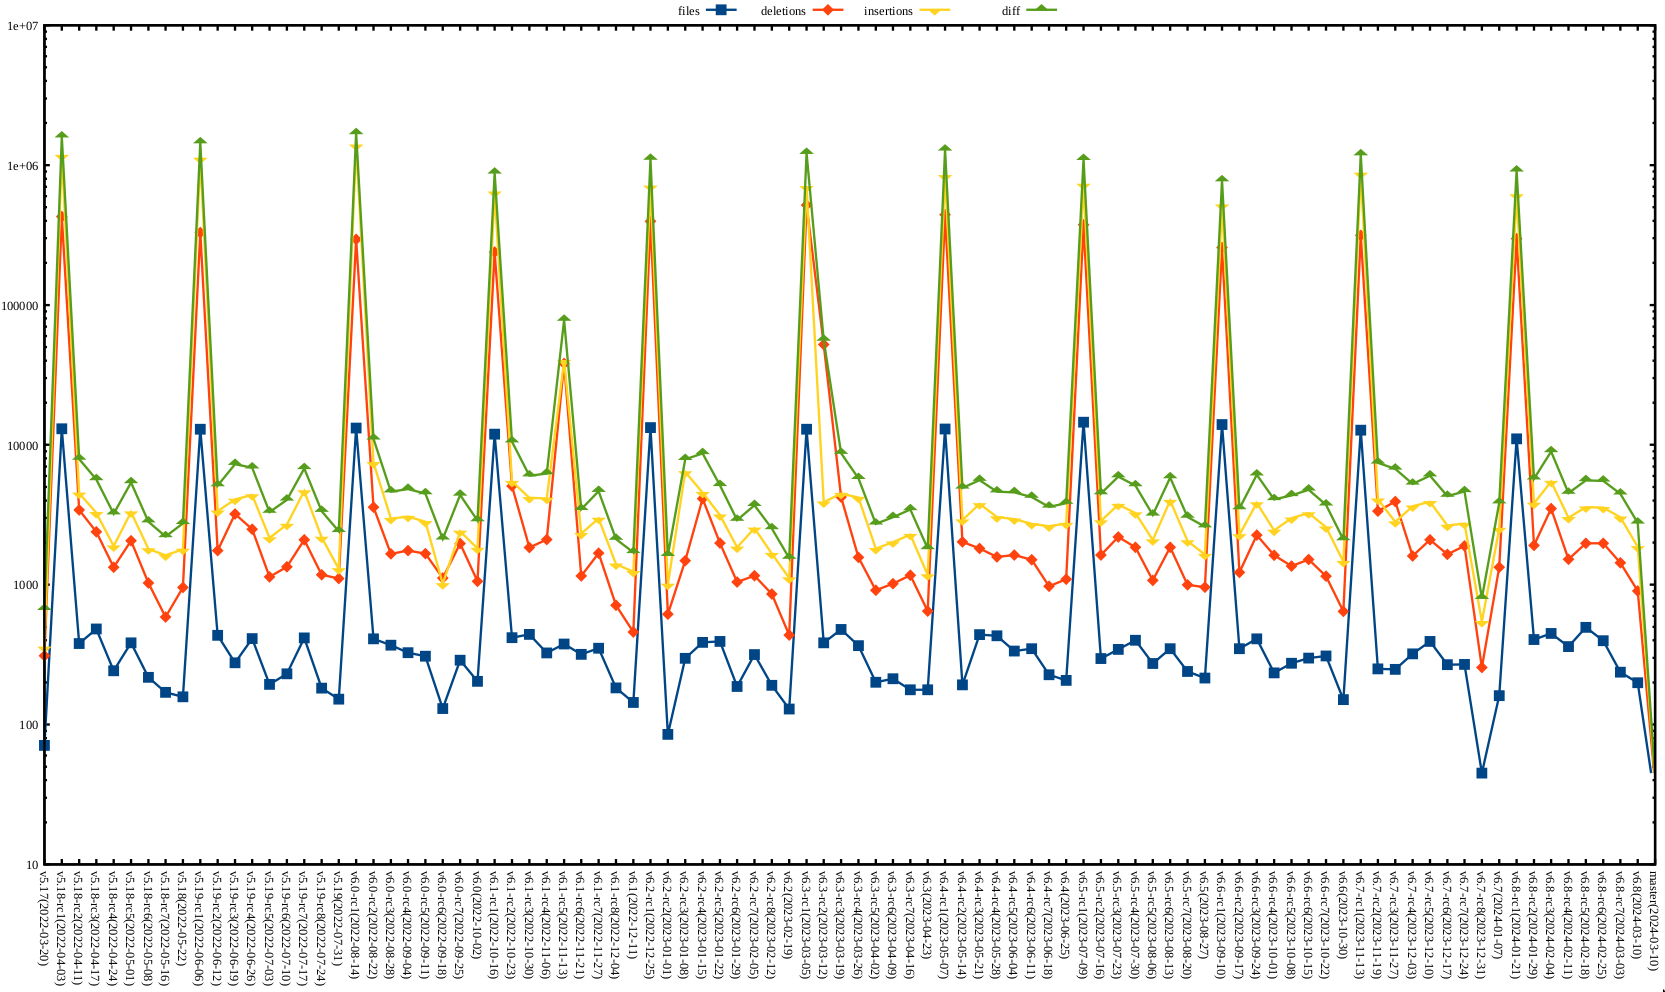 files
deletions
insertions
diff
1e+07
1e+06
100000
10000
1000
100
10
v5.17(2022-03-20)
v5.18-rc1(2022-04-03)
v5.18-rc2(2022-04-11)
v5.18-rc3(2022-04-17)
v5.18-rc4(2022-04-24)
v5.18-rc5(2022-05-01)
v5.18-rc6(2022-05-08)
v5.18-rc7(2022-05-16)
v5.18(2022-05-22)
v5.19-rc1(2022-06-06)
v5.19-rc2(2022-06-12)
v5.19-rc3(2022-06-19)
v5.19-rc4(2022-06-26)
v5.19-rc5(2022-07-03)
v5.19-rc6(2022-07-10)
v5.19-rc7(2022-07-17)
v5.19-rc8(2022-07-24)
v5.19(2022-07-31)
v6.0-rc1(2022-08-14)
v6.0-rc2(2022-08-22)
v6.0-rc3(2022-08-28)
v6.0-rc4(2022-09-04)
v6.0-rc5(2022-09-11)
v6.0-rc6(2022-09-18)
v6.0-rc7(2022-09-25)
v6.0(2022-10-02)
v6.1-rc1(2022-10-16)
v6.1-rc2(2022-10-23)
v6.1-rc3(2022-10-30)
v6.1-rc4(2022-11-06)
v6.1-rc5(2022-11-13)
v6.1-rc6(2022-11-21)
v6.1-rc7(2022-11-27)
v6.1-rc8(2022-12-04)
v6.1(2022-12-11)
v6.2-rc1(2022-12-25)
v6.2-rc2(2023-01-01)
v6.2-rc3(2023-01-08)
v6.2-rc4(2023-01-15)
v6.2-rc5(2023-01-22)
v6.2-rc6(2023-01-29)
v6.2-rc7(2023-02-05)
v6.2-rc8(2023-02-12)
v6.2(2023-02-19)
v6.3-rc1(2023-03-05)
v6.3-rc2(2023-03-12)
v6.3-rc3(2023-03-19)
v6.3-rc4(2023-03-26)
v6.3-rc5(2023-04-02)
v6.3-rc6(2023-04-09)
v6.3-rc7(2023-04-16)
v6.3(2023-04-23)
v6.4-rc1(2023-05-07)
v6.4-rc2(2023-05-14)
v6.4-rc3(2023-05-21)
v6.4-rc4(2023-05-28)
v6.4-rc5(2023-06-04)
v6.4-rc6(2023-06-11)
v6.4-rc7(2023-06-18)
v6.4(2023-06-25)
v6.5-rc1(2023-07-09)
v6.5-rc2(2023-07-16)
v6.5-rc3(2023-07-23)
v6.5-rc4(2023-07-30)
v6.5-rc5(2023-08-06)
v6.5-rc6(2023-08-13)
v6.5-rc7(2023-08-20)
v6.5(2023-08-27)
v6.6-rc1(2023-09-10)
v6.6-rc2(2023-09-17)
v6.6-rc3(2023-09-24)
v6.6-rc4(2023-10-01)
v6.6-rc5(2023-10-08)
v6.6-rc6(2023-10-15)
v6.6-rc7(2023-10-22)
v6.6(2023-10-30)
v6.7-rc1(2023-11-13)
v6.7-rc2(2023-11-19)
v6.7-rc3(2023-11-27)
v6.7-rc4(2023-12-03)
v6.7-rc5(2023-12-10)
v6.7-rc6(2023-12-17)
v6.7-rc7(2023-12-24)
v6.7-rc8(2023-12-31)
v6.7(2024-01-07)
v6.8-rc1(2024-01-21)
v6.8-rc2(2024-01-29)
v6.8-rc3(2024-02-04)
v6.8-rc4(2024-02-11)
v6.8-rc5(2024-02-18)
v6.8-rc6(2024-02-25)
v6.8-rc7(2024-03-03)
v6.8(2024-03-10)
master(2024-03-10)